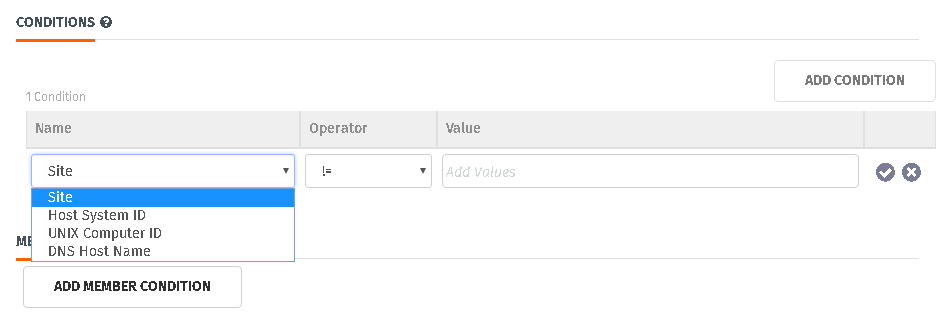 CONDITIONS ?
ADD CONDITION
1 Condition
Name Operator Value
Site != Add Values
Site
Host System ID
UNIX Computer ID
DNS Host Name
ME
ADD MEMBER CONDITION